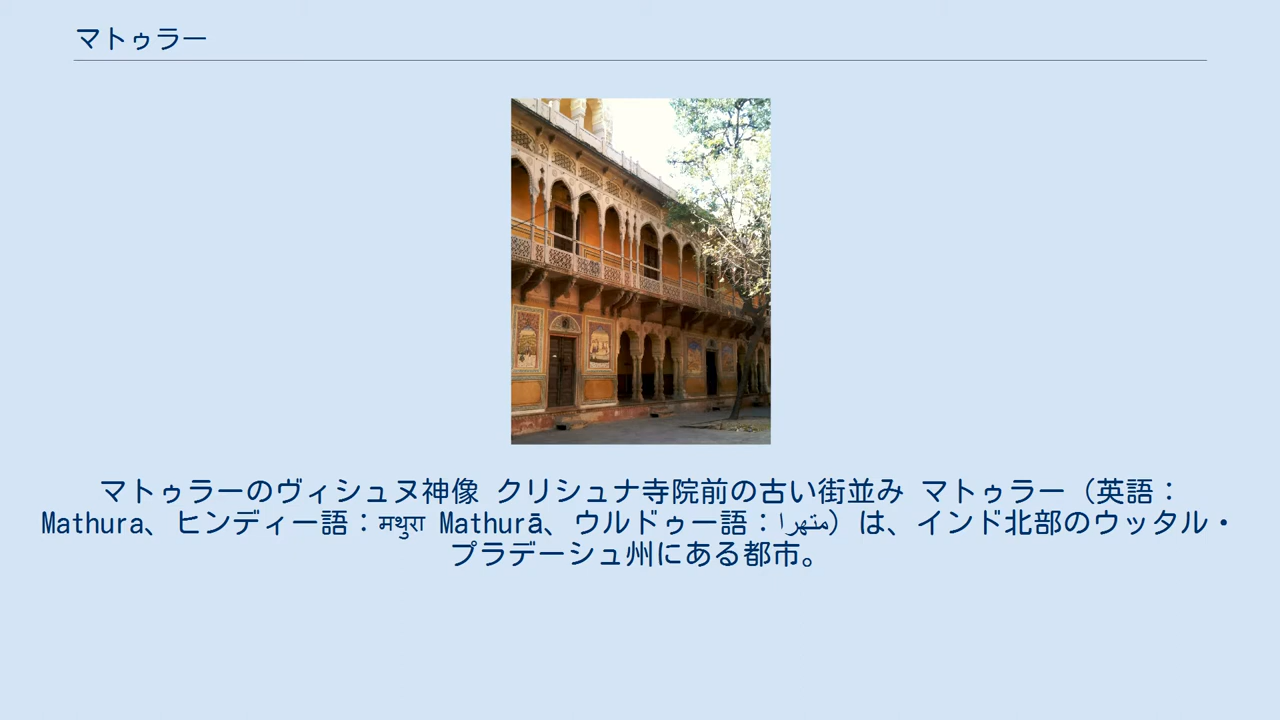 マトゥラー
マトゥラーのヴィシュヌ神像 クリシュナ寺院前の古い街並み マトゥラー（英語：
Mathura、ヒンディー語：मथुरा Mathurā、ウルドゥー語：متھرا）は、インド北部のウッタル・
プラデーシュ州にある都市。